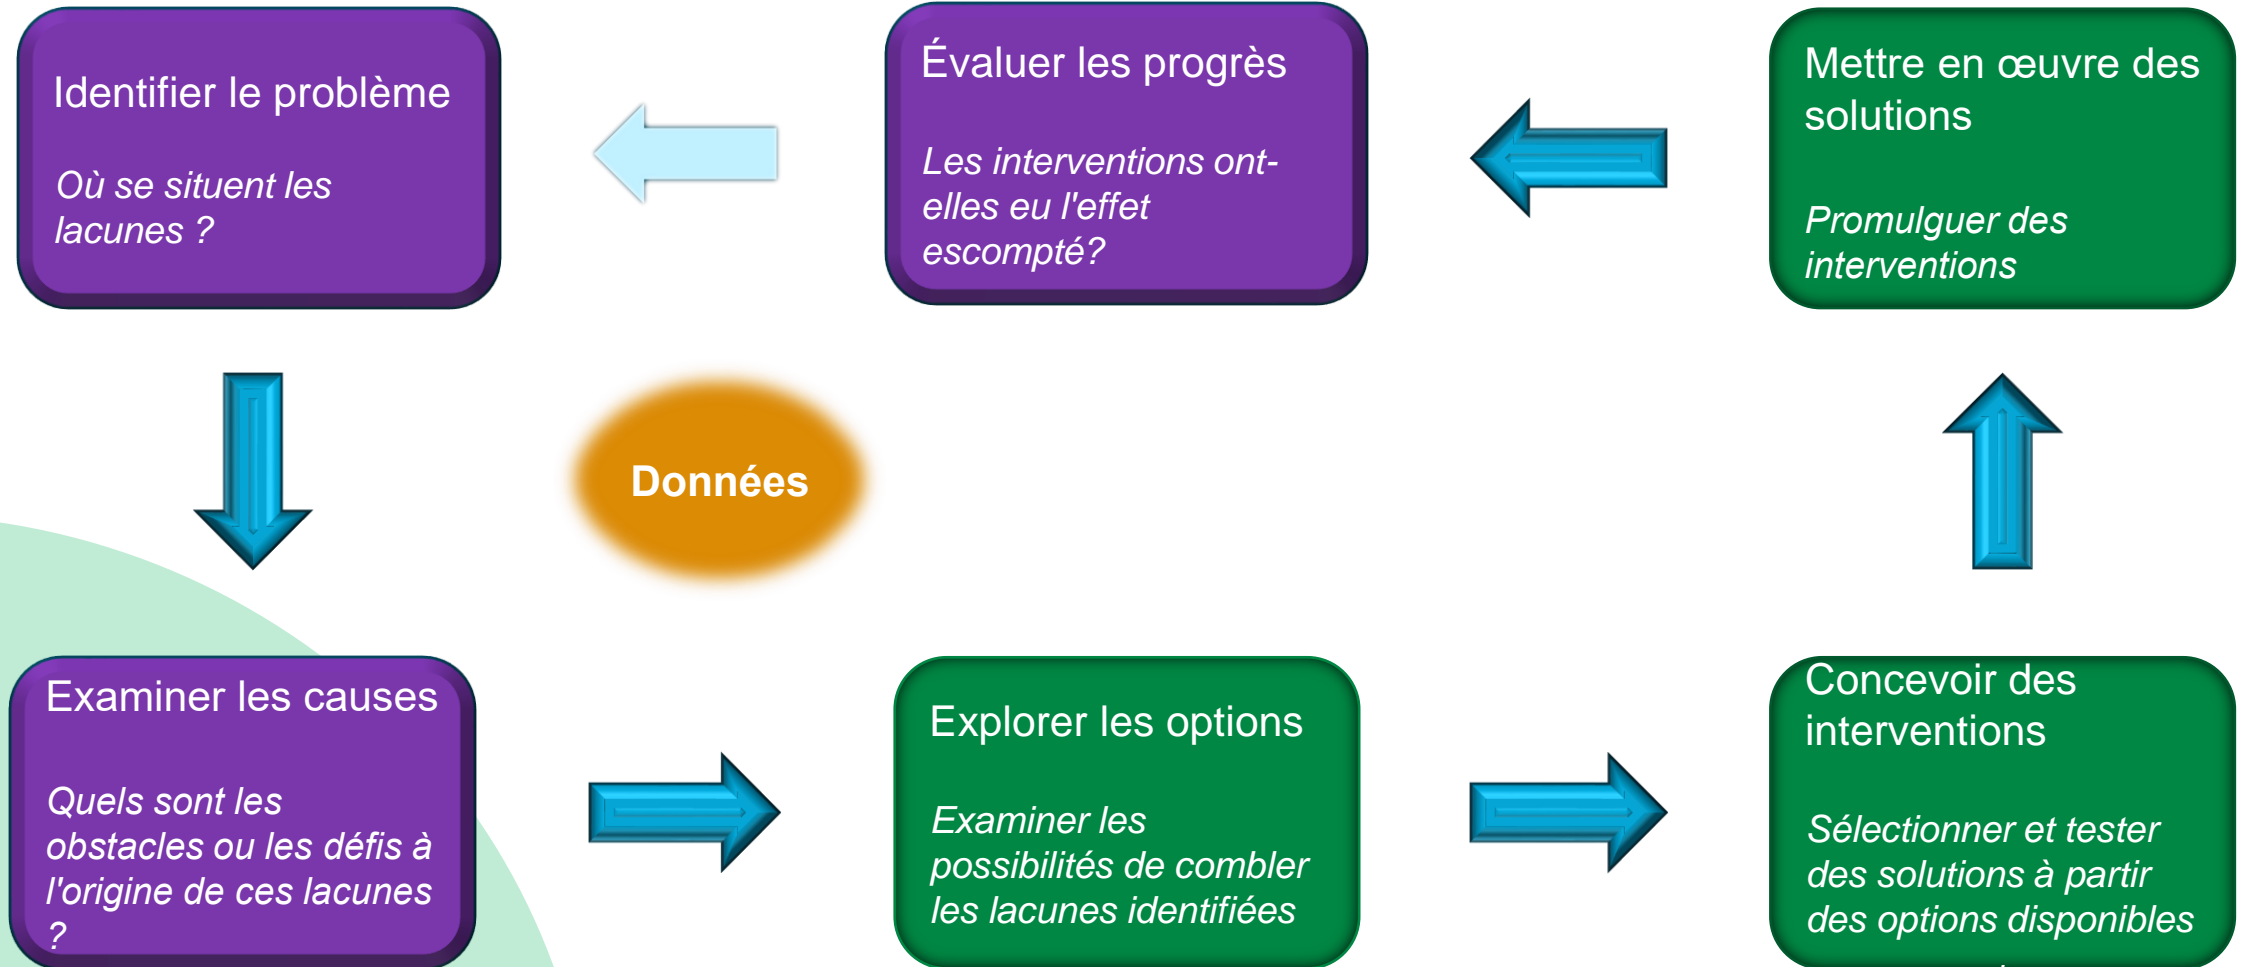 Identifier le problème
Où se situent les
lacunes ?
Évaluer les progrès
Les interventions ont-
elles eu l'effet
escompté?
Mettre en œuvre des
solutions
Promulguer des
interventions
Données
Examiner les causes
Quels sont les
obstacles ou les défis à
l'origine de ces lacunes
?
Explorer les options
Examiner les
possibilités de combler
les lacunes identifiées
Concevoir des
interventions
Sélectionner et tester
des solutions à partir
des options disponibles